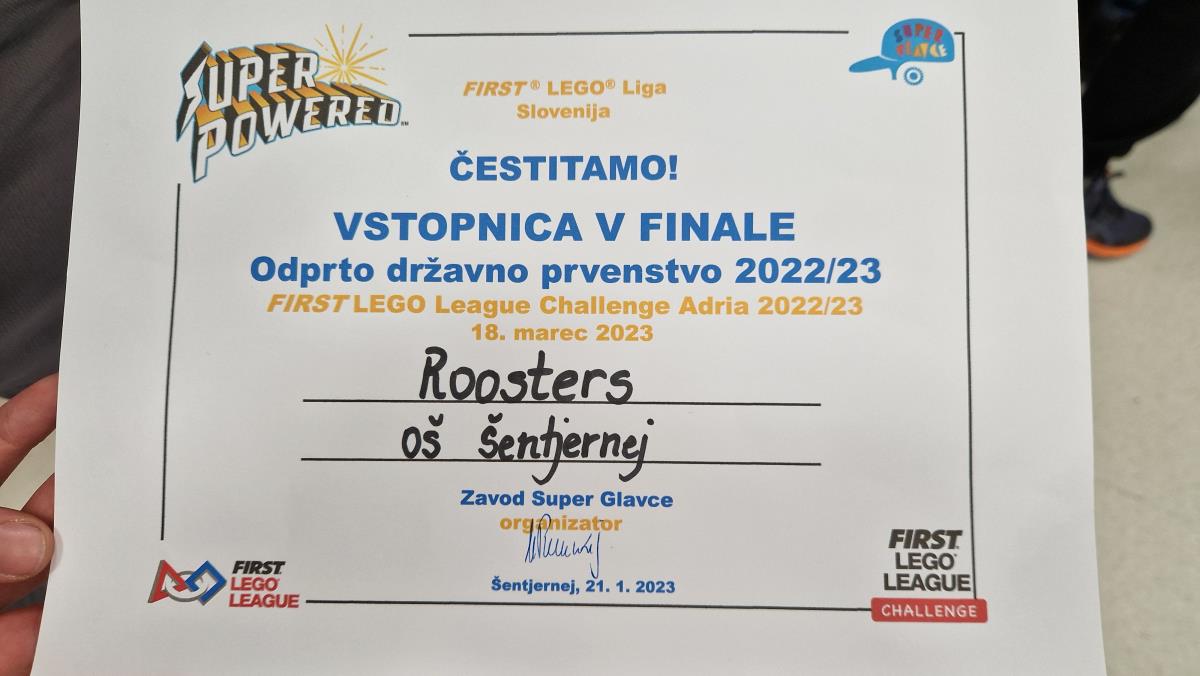 SUPER
POWERED™
SUPER
GLAVCE
FIRST® LEGO® Liga
Slovenija
ČESTITAMO!
VSTOPNICA V FINALE
Odprto državno prvenstvo 2022/23
FIRST LEGO League Challenge Adria 2022/23
18. marec 2023
Roosters
OŠ Šentjernej
Zavod Super Glavce
organizator
Šentjernej, 21. 1. 2023
FIRST
LEGO
LEAGUE
FIRST
LEGO
LEAGUE
CHALLENGE